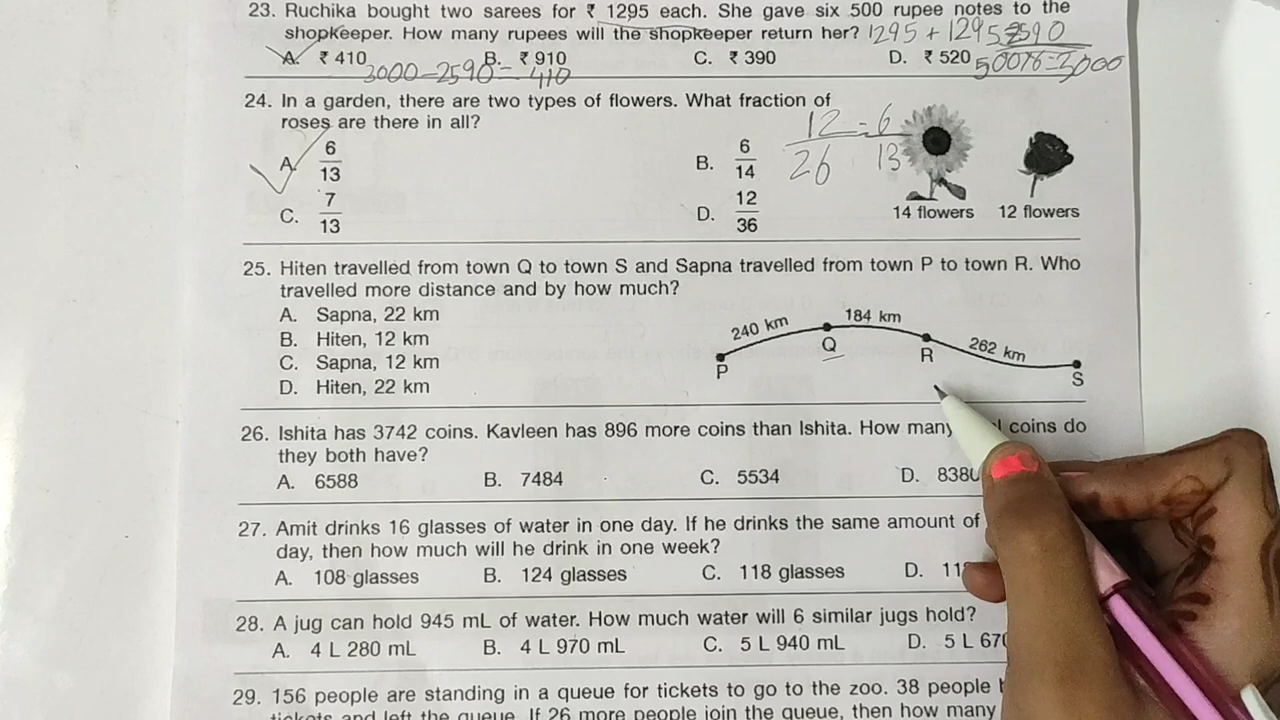 23. Ruchika bought two sarees for ₹ 1295 each. She gave six 500 rupee notes to the
shopkeeper. How many rupees will the shopkeeper return her? 1295 + 1295 2590
A. ₹ 410 B. ₹ 910 C. ₹ 390 D. ₹ 520 500×6=3000
3000-2590=410
24. In a garden, there are two types of flowers. What fraction of
roses are there in all?
A. 6/13 B. 6/14 12/26 = 6/13
C. 7/13 D. 12/36 14 flowers 12 flowers
25. Hiten travelled from town Q to town S and Sapna travelled from town P to town R. Who
travelled more distance and by how much?
A. Sapna, 22 km
B. Hiten, 12 km
C. Sapna, 12 km
D. Hiten, 22 km
240 km 184 km 262 km
P Q R S
26. Ishita has 3742 coins. Kavleen has 896 more coins than Ishita. How many coins do
they both have?
A. 6588 B. 7484 C. 5534 D. 838
27. Amit drinks 16 glasses of water in one day. If he drinks the same amount of
day, then how much will he drink in one week?
A. 108 glasses B. 124 glasses C. 118 glasses D. 11
28. A jug can hold 945 mL of water. How much water will 6 similar jugs hold?
A. 4 L 280 mL B. 4 L 970 mL C. 5 L 940 mL D. 5 L 67
29. 156 people are standing in a queue for tickets to go to the zoo. 38 people
tickets and left the queue. If 26 more people join the queue, then how many